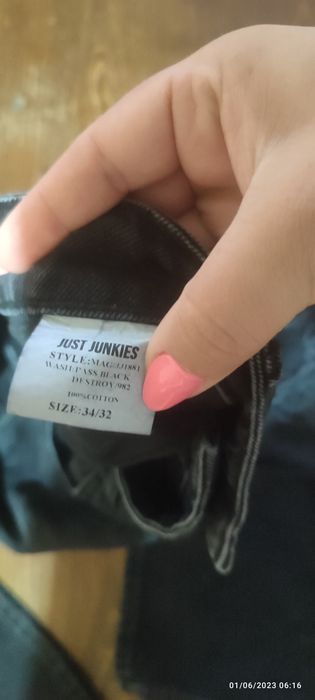 JUST JUNKIES
STYLE:MAG/JJ1881
WASH:PASS BLACK
DESTROY/982
100%COTTON
SIZE:34/32
01/06/2023 06:16